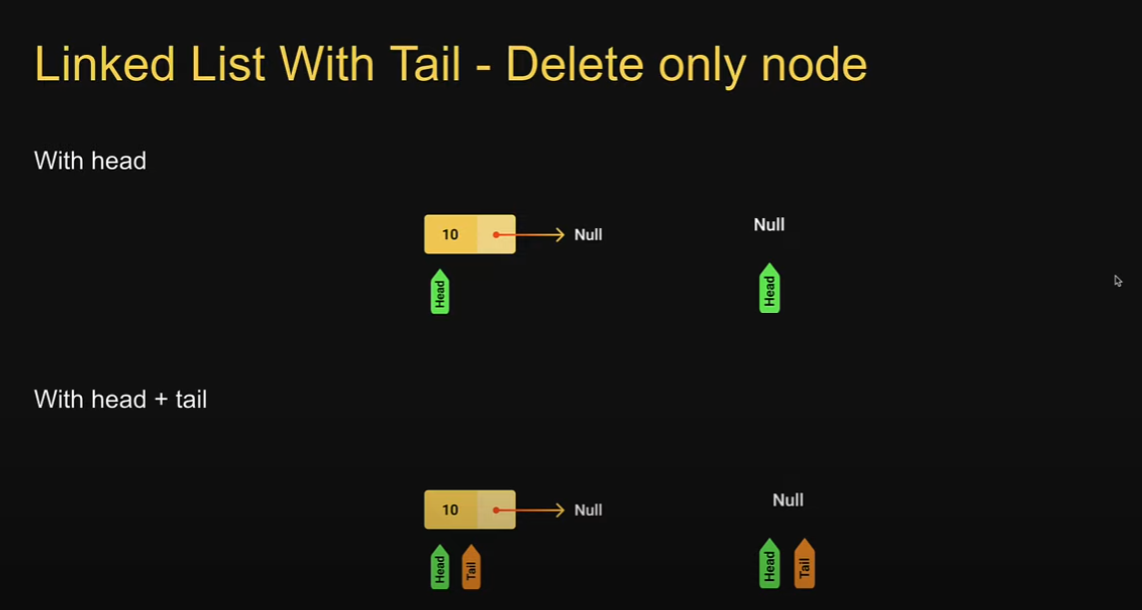 Linked List With Tail - Delete only node
With head
10 Null Null
Head Head
With head + tail
10 Null Null
Head Tail Head Tail